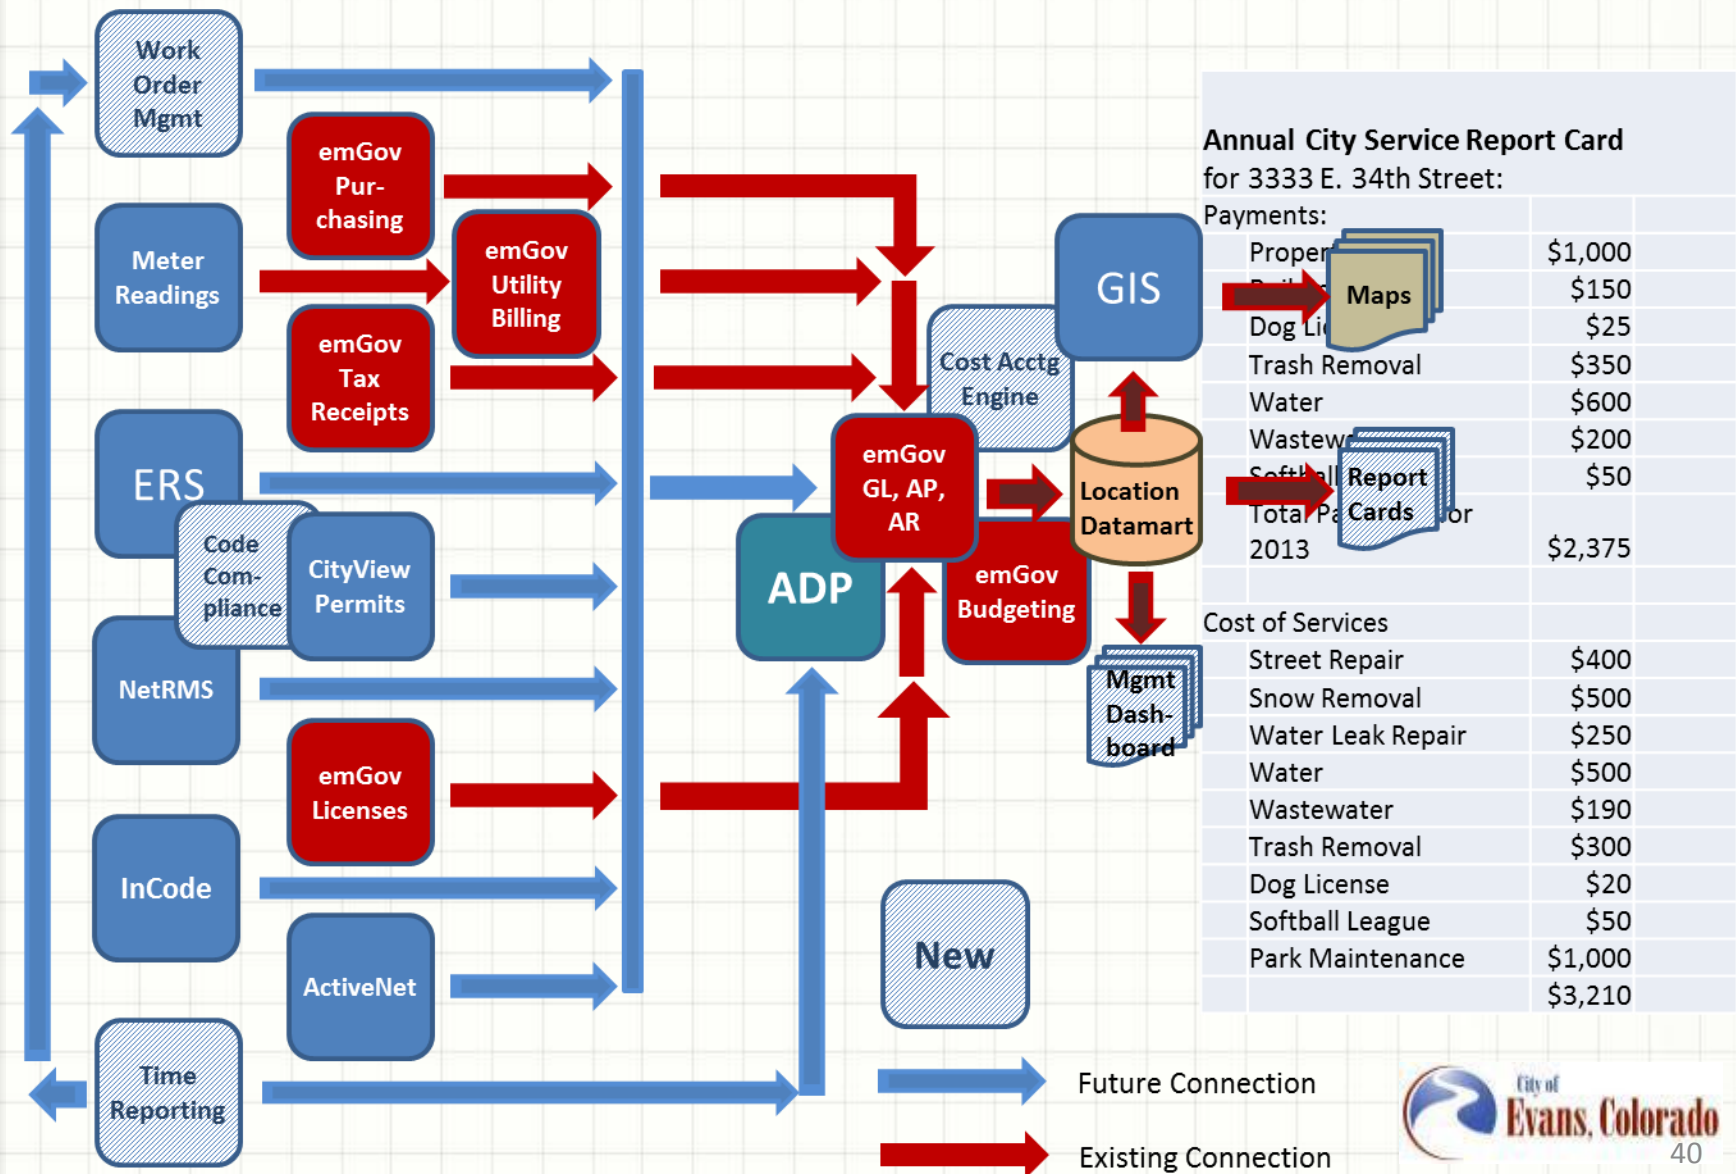 Work
Order
Mgmt
emGov
Pur-
chasing
Meter
Readings
emGov
Utility
Billing
emGov
Tax
Receipts
ERS
Code
Com-
pliance
CityView
Permits
NetRMS
emGov
Licenses
InCode
ActiveNet
Time
Reporting
ADP
emGov
GL, AP,
AR
Cost Acctg
Engine
emGov
Budgeting
GIS
Location
Datamart
Maps
Report
Cards
Mgmt
Dash-
board
New
Future Connection
Existing Connection
Annual City Service Report Card
for 3333 E. 34th Street:
Payments:
$1,000
$150
Dog $25
Trash Removal $350
Water $600
$200
$50
Total
2013 $2,375
Cost of Services
Street Repair $400
Snow Removal $500
Water Leak Repair $250
Water $500
Wastewater $190
Trash Removal $300
Dog License $20
Softball League $50
Park Maintenance $1,000
$3,210
City of
Evans, Colorado
40